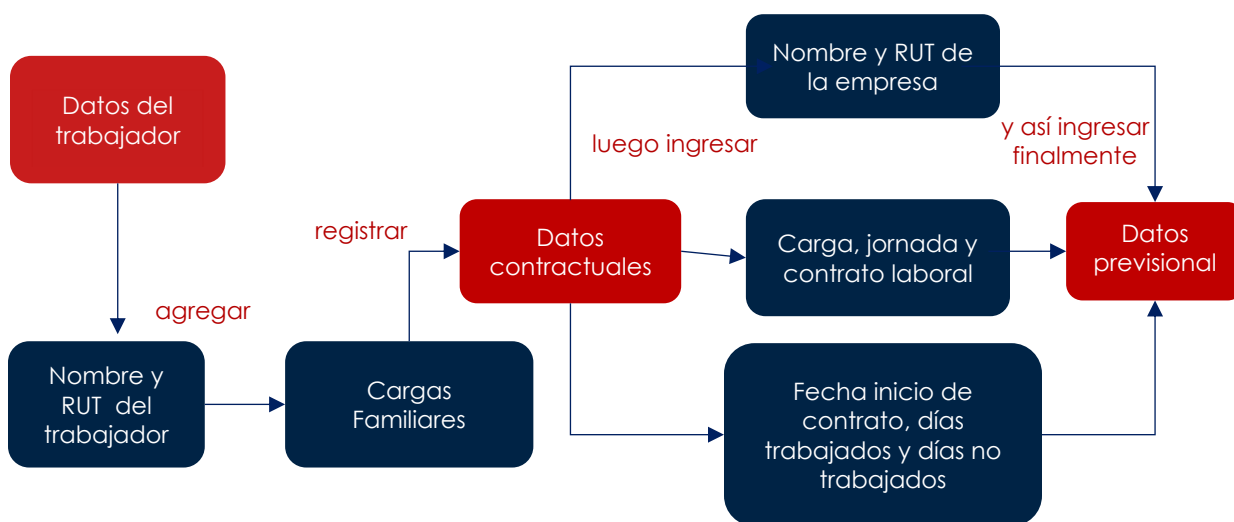 Datos del
trabajador
agregar
Nombre y
RUT del
trabajador
Cargas
Familiares
registrar
Datos
contractuales
luego ingresar
Nombre y RUT de
la empresa
Carga, jornada y
contrato laboral
Fecha inicio de
contrato, días
trabajados y días no
trabajados
y así ingresar
finalmente
Datos
previsional